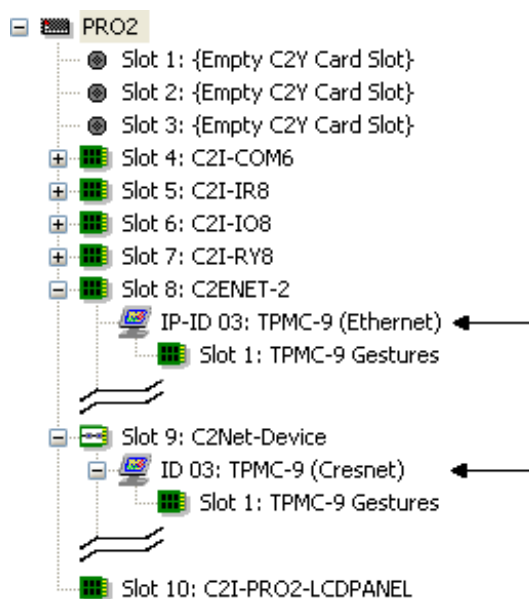 PRO2
Slot 1: {Empty C2Y Card Slot}
Slot 2: {Empty C2Y Card Slot}
Slot 3: {Empty C2Y Card Slot}
Slot 4: C2I-COM6
Slot 5: C2I-IR8
Slot 6: C2I-IO8
Slot 7: C2I-RY8
Slot 8: C2ENET-2
IP-ID 03: TPMC-9 (Ethernet)
Slot 1: TPMC-9 Gestures
Slot 9: C2Net-Device
ID 03: TPMC-9 (Cresnet)
Slot 1: TPMC-9 Gestures
Slot 10: C2I-PRO2-LCDPANEL